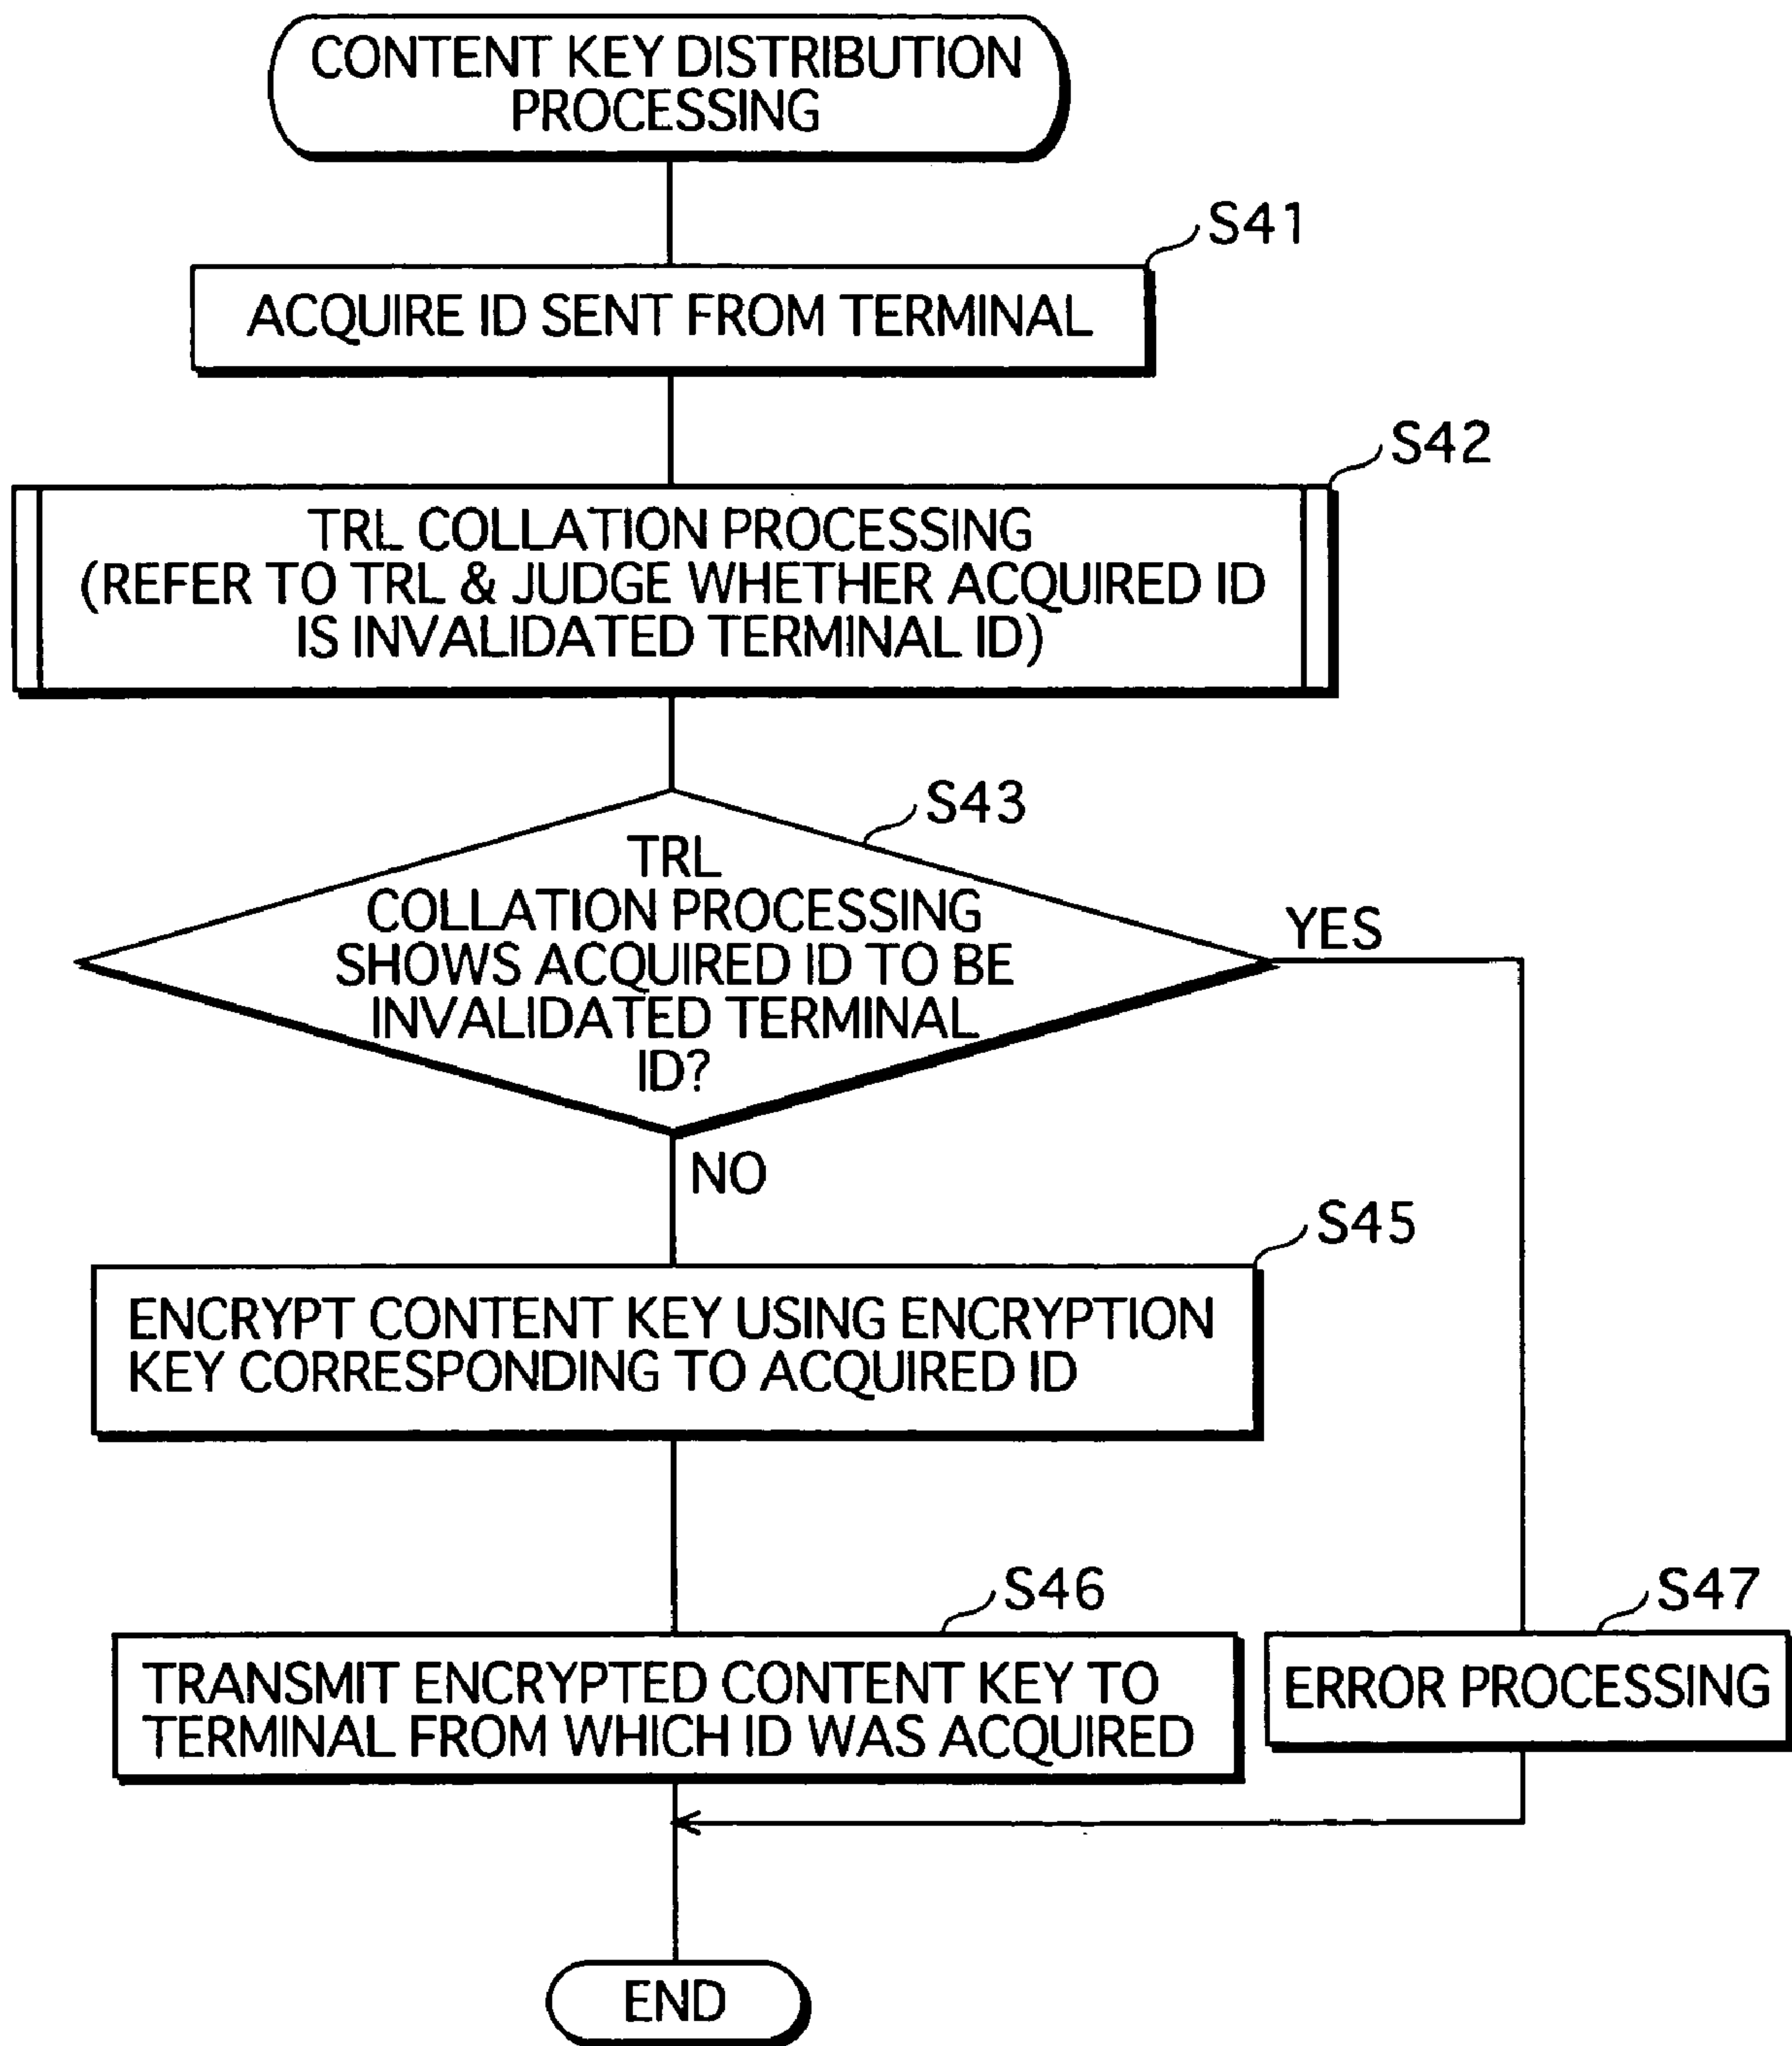 CONTENT KEY DISTRIBUTION
PROCESSING
S41
ACQUIRE ID SENT FROM TERMINAL
S42
TRL COLLATION PROCESSING
(REFER TO TRL & JUDGE WHETHER ACQUIRED ID
IS INVALIDATED TERMINAL ID)
S43
TRL
COLLATION PROCESSING
SHOWS ACQUIRED ID TO BE
INVALIDATED TERMINAL
ID?
YES
NO
S45
ENCRYPT CONTENT KEY USING ENCRYPTION
KEY CORRESPONDING TO ACQUIRED ID
S46
TRANSMIT ENCRYPTED CONTENT KEY TO
TERMINAL FROM WHICH ID WAS ACQUIRED
S47
ERROR PROCESSING
END